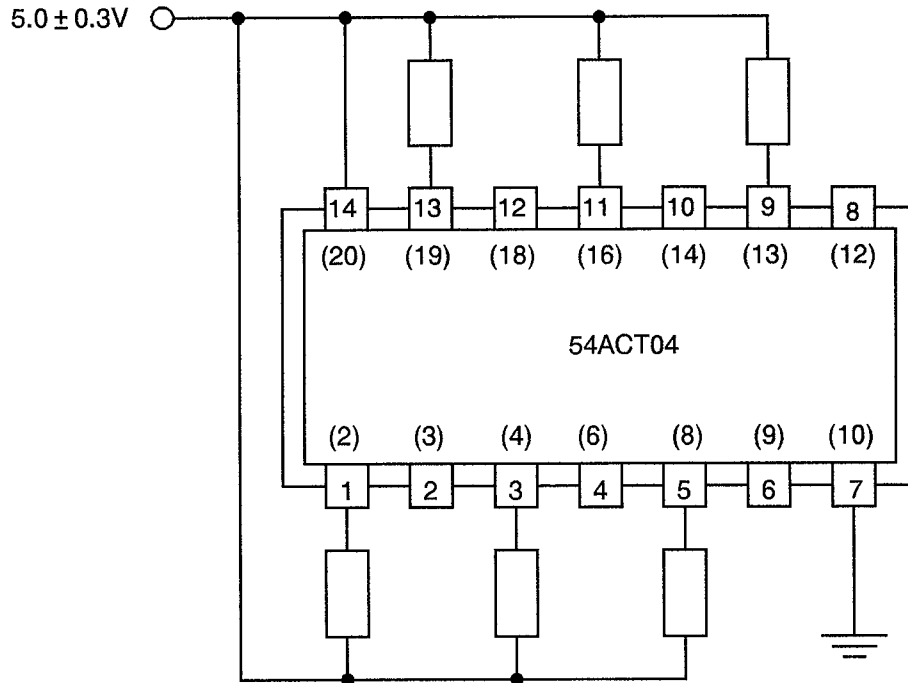 5.0 ± 0.3V
14 13 12 11 10 9 8
(20) (19) (18) (16) (14) (13) (12)
54ACT04
(2) (3) (4) (6) (8) (9) (10)
1 2 3 4 5 6 7